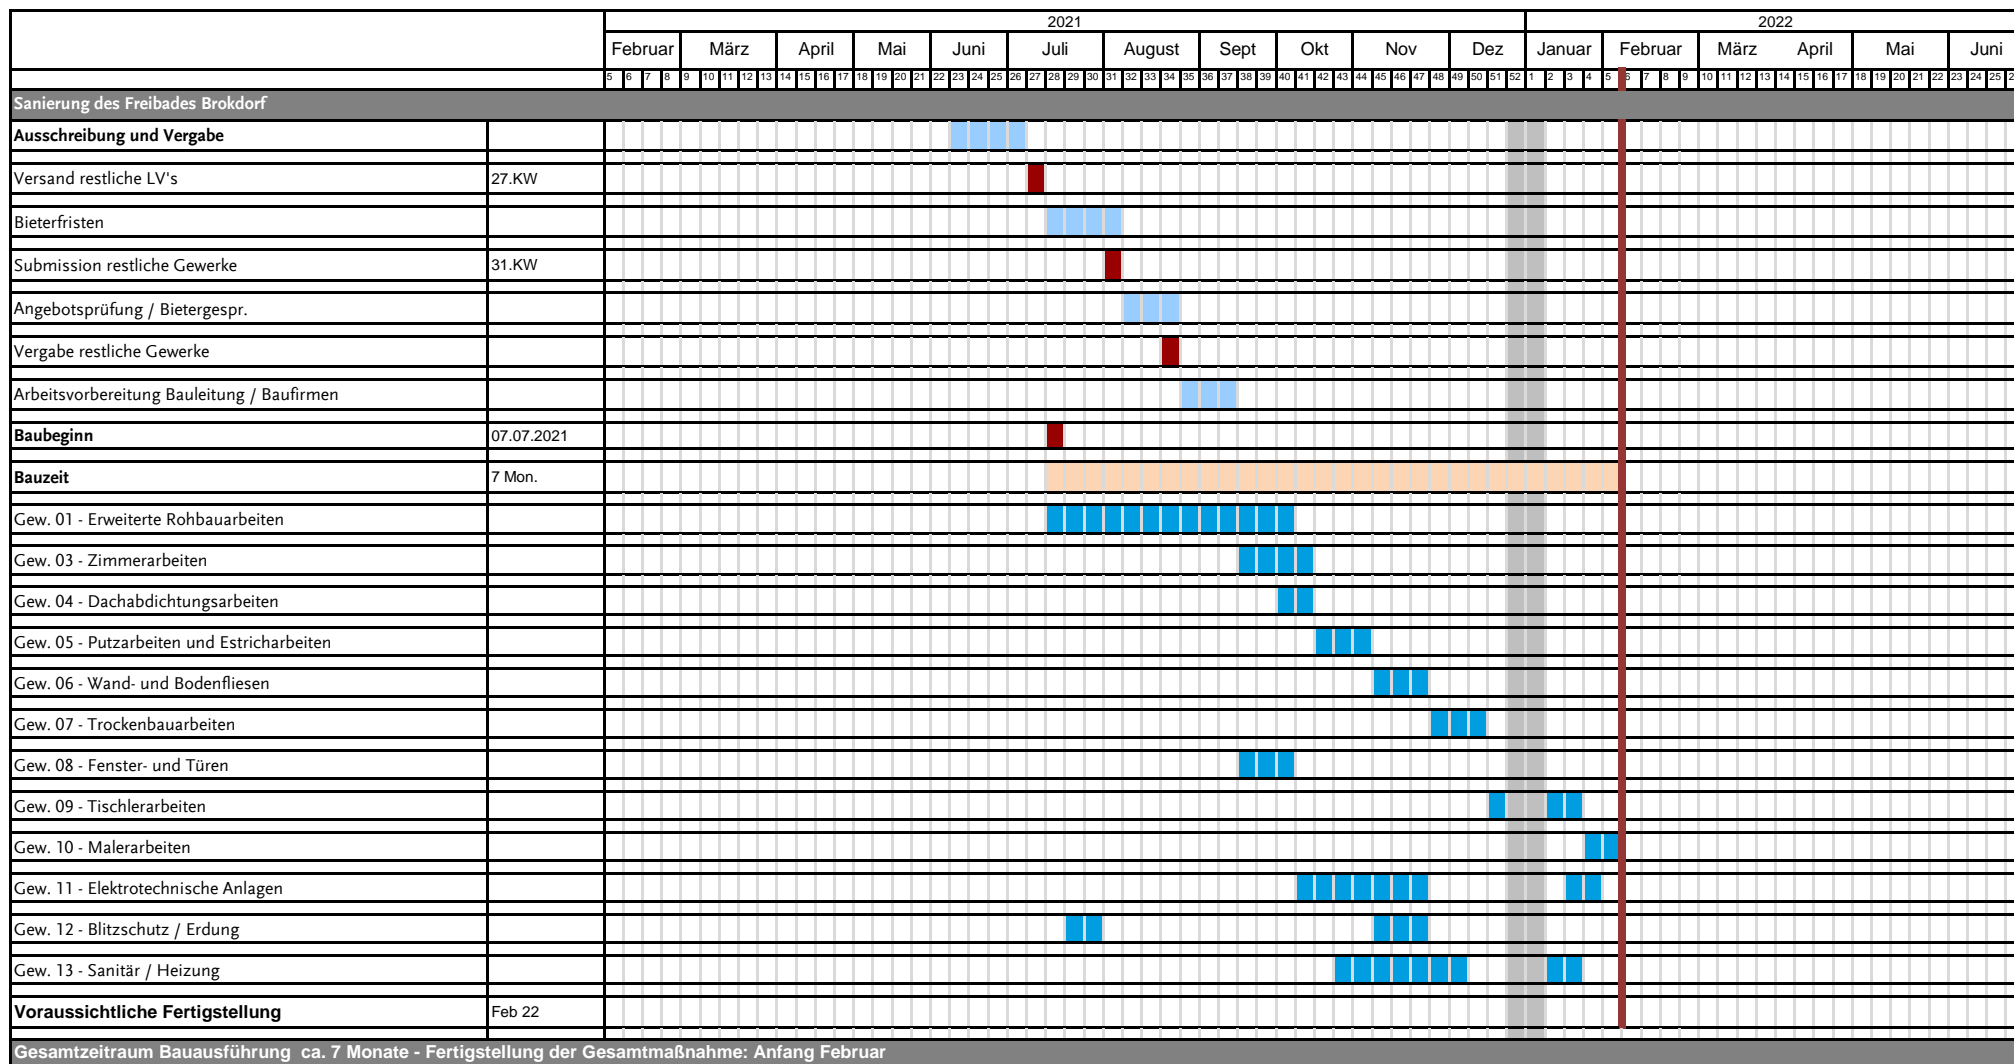 2021 2022
Februar März April Mai Juni Juli August Sept Okt Nov Dez Januar Februar März April Mai Juni
5 6 7 8 9 10 11 12 13 14 15 16 17 18 19 20 21 22 23 24 25 26 27 28 29 30 31 32 33 34 35 36 37 38 39 40 41 42 43 44 45 46 47 48 49 50 51 52 1 2 3 4 5 6 7 8 9 10 11 12 13 14 15 16 17 18 19 20 21 22 23 24 25 2
Sanierung des Freibades Brokdorf
Ausschreibung und Vergabe
Versand restliche LV's 27.KW
Bieterfristen
Submission restliche Gewerke 31.KW
Angebotsprüfung / Bietergespr.
Vergabe restliche Gewerke
Arbeitsvorbereitung Bauleitung / Baufirmen
Baubeginn 07.07.2021
Bauzeit 7 Mon.
Gew. 01 - Erweiterte Rohbauarbeiten
Gew. 03 - Zimmerarbeiten
Gew. 04 - Dachabdichtungsarbeiten
Gew. 05 - Putzarbeiten und Estricharbeiten
Gew. 06 - Wand- und Bodenfliesen
Gew. 07 - Trockenbauarbeiten
Gew. 08 - Fenster- und Türen
Gew. 09 - Tischlerarbeiten
Gew. 10 - Malerarbeiten
Gew. 11 - Elektrotechnische Anlagen
Gew. 12 - Blitzschutz / Erdung
Gew. 13 - Sanitär / Heizung
Voraussichtliche Fertigstellung Feb 22
Gesamtzeitraum Bauausführung ca. 7 Monate - Fertigstellung der Gesamtmaßnahme: Anfang Februar